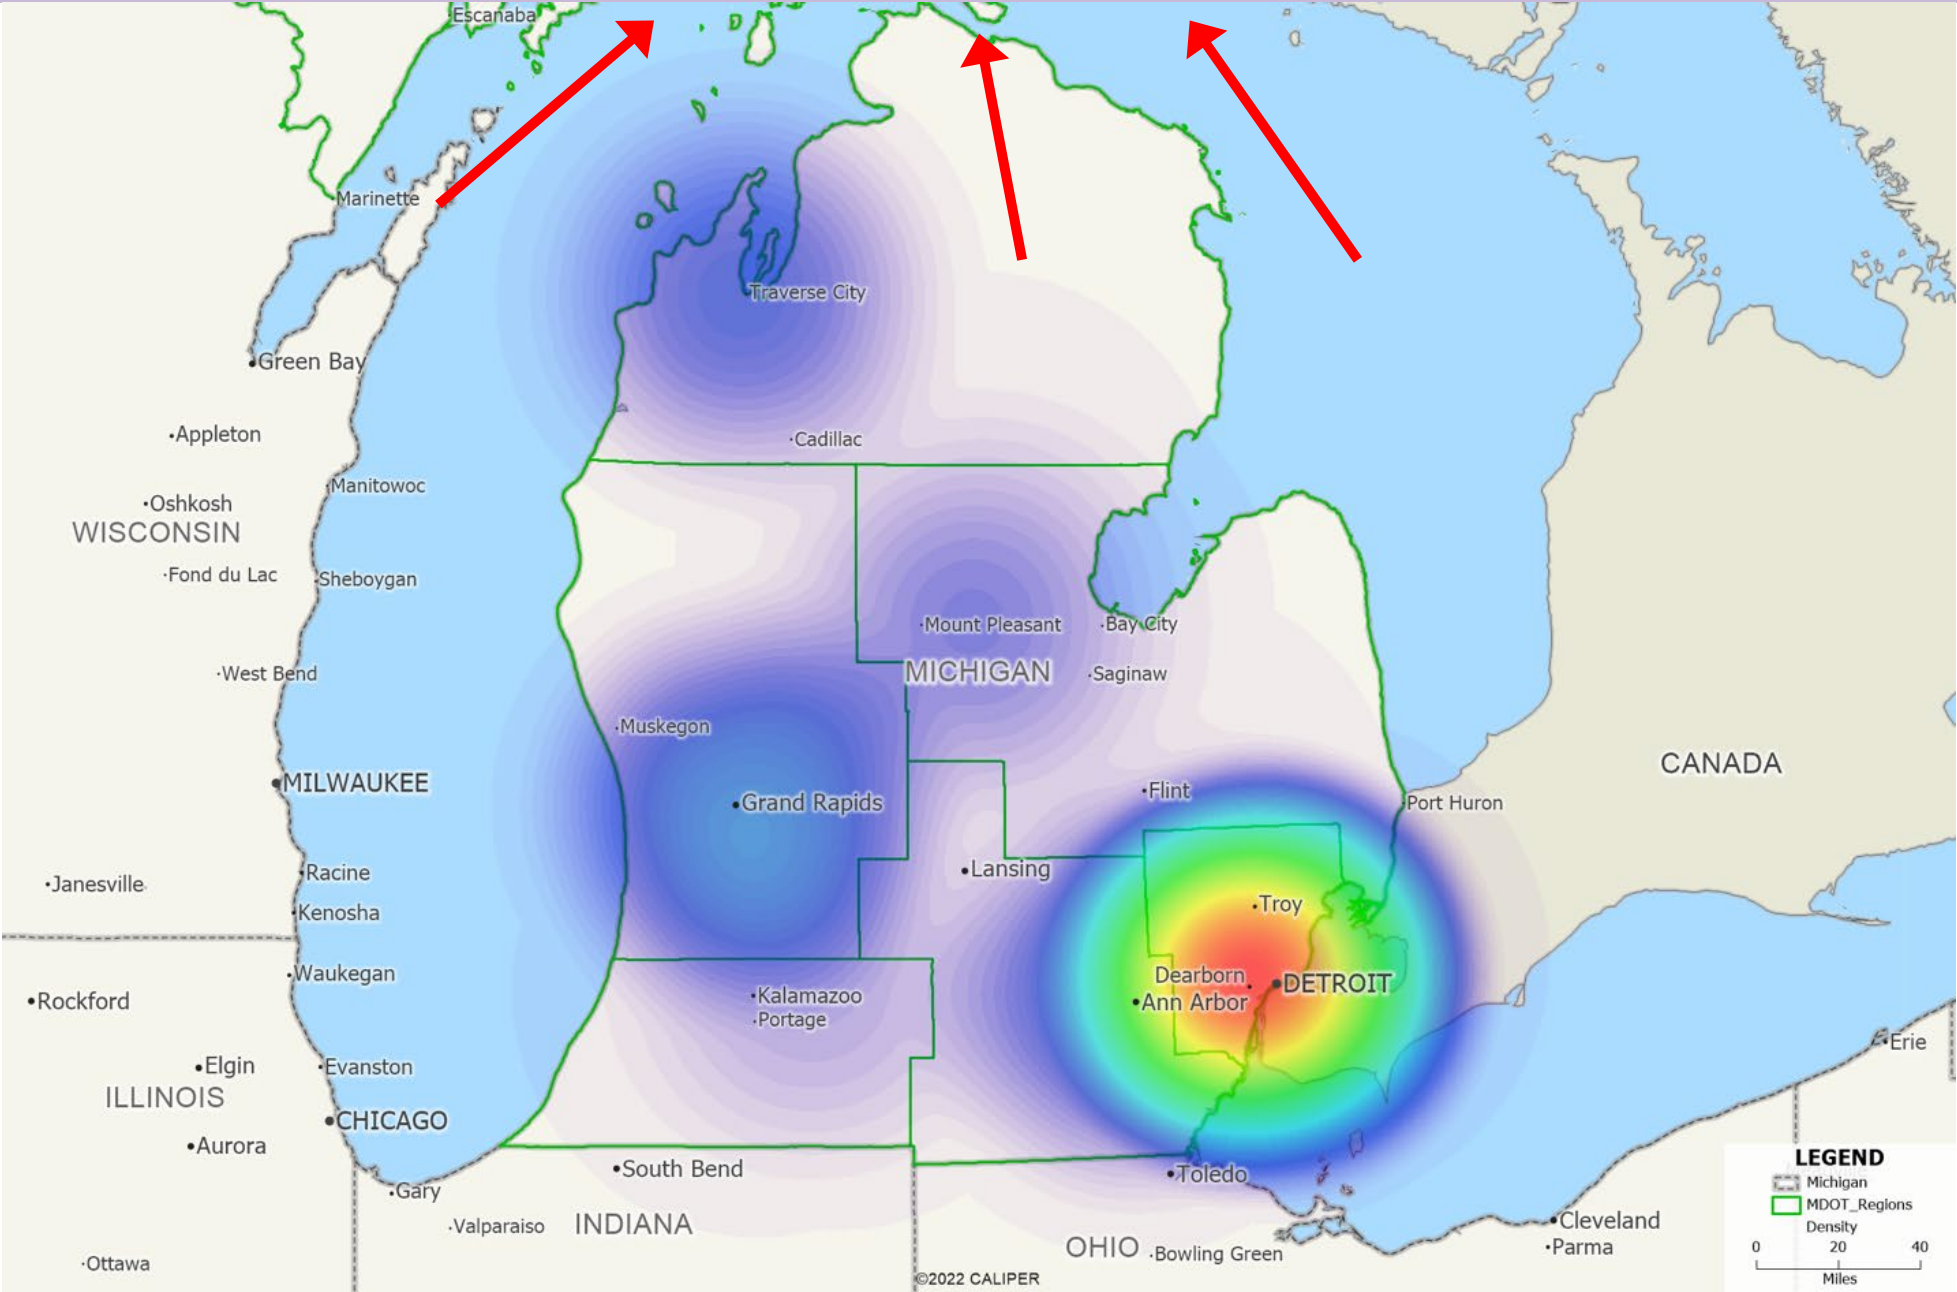 Escanaba
Marinette
Traverse City
Green Bay
Appleton
Cadillac
Manitowoc
Oshkosh
WISCONSIN
Fond du Lac
Sheboygan
Mount Pleasant
Bay City
West Bend
MICHIGAN
Saginaw
Muskegon
CANADA
MILWAUKEE
Flint
Grand Rapids
Port Huron
Racine
Lansing
Janesville
Troy
Kenosha
Waukegan
Dearborn
DETROIT
Rockford
Kalamazoo
Ann Arbor
Portage
Erie
Elgin
Evanston
ILLINOIS
CHICAGO
Aurora
LEGEND
South Bend
Toledo
Michigan
Gary
MDOT_Regions
Valparaiso
INDIANA
Cleveland
Density
OHIO
Bowling Green
Parma
0 20 40
Ottawa
©2022 CALIPER
Miles